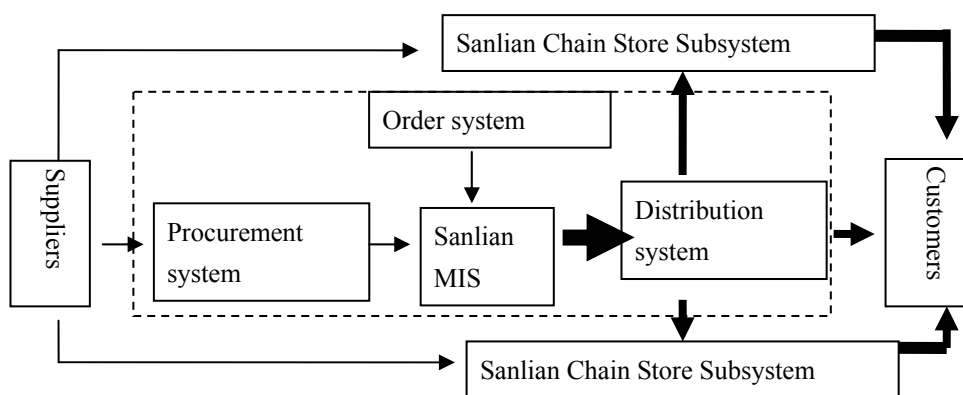 Sanlian Chain Store Subsystem
Order system
Suppliers
Procurement
system
Sanlian
MIS
Distribution
system
Customers
Sanlian Chain Store Subsystem